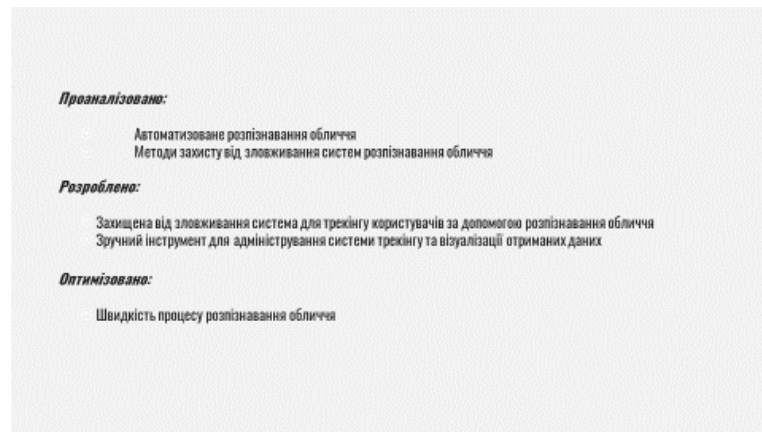 Проаналізовано:
Автоматизоване розпізнавання обличчя
Методи захисту від зловживання систем розпізнавання обличчя
Розроблено:
Захищена від зловживання система для трекінгу користувачів за допомогою розпізнавання обличчя
Зручний інструмент для адміністрування системи трекінгу та візуалізації отриманих даних
Оптимізовано:
Швидкість процесу розпізнавання обличчя